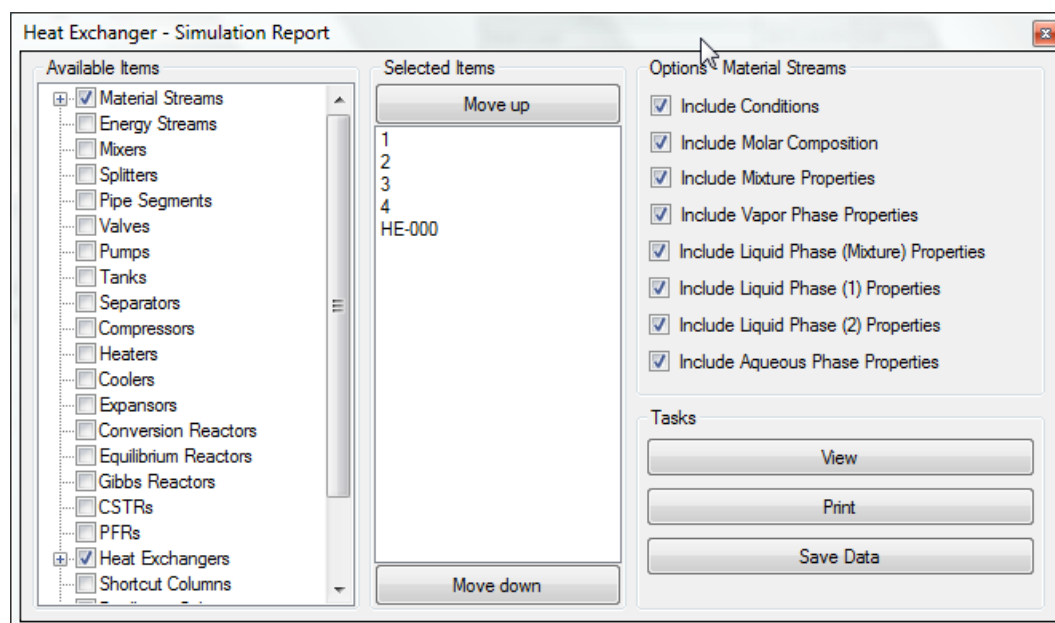 Heat Exchanger - Simulation Report
Available Items
Material Streams
Energy Streams
Mixers
Splitters
Pipe Segments
Valves
Pumps
Tanks
Separators
Compressors
Heaters
Coolers
Expansors
Conversion Reactors
Equilibrium Reactors
Gibbs Reactors
CSTRs
PFRs
Heat Exchangers
Shortcut Columns
Selected Items
Move up
1
2
3
4
HE-000
Move down
Options - Material Streams
Include Conditions
Include Molar Composition
Include Mixture Properties
Include Vapor Phase Properties
Include Liquid Phase (Mixture) Properties
Include Liquid Phase (1) Properties
Include Liquid Phase (2) Properties
Include Aqueous Phase Properties
Tasks
View
Print
Save Data